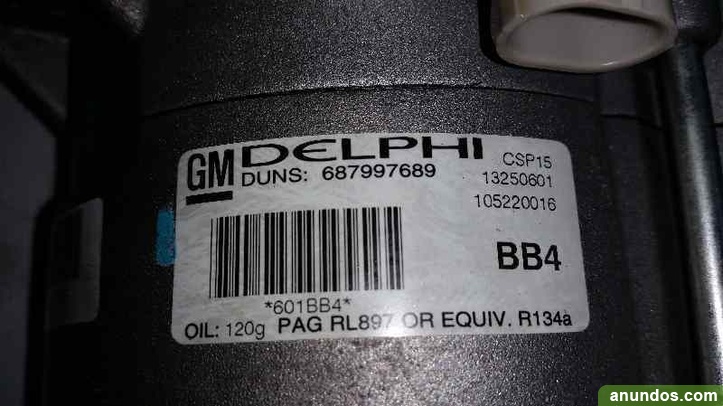 GM DELPHI CSP15
DUNS: 687997689 13250601
105220016
BB4
*601BB4*
OIL: 120g PAG RL897 OR EQUIV. R134a
anundos.com